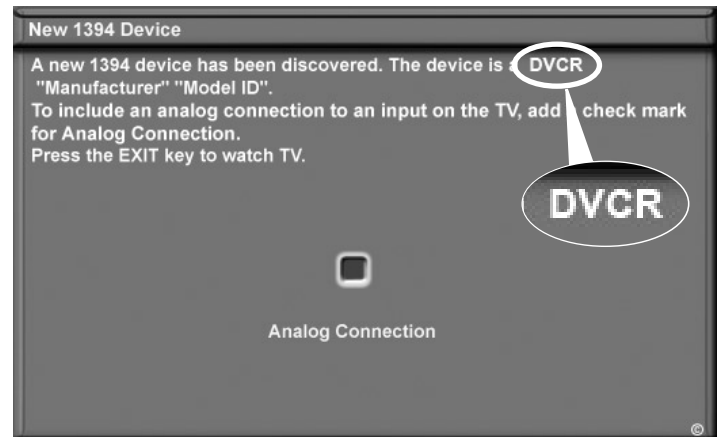 New 1394 Device
A new 1394 device has been discovered. The device is a DVCR
"Manufacturer" "Model ID".
To include an analog connection to an input on the TV, add check mark
for Analog Connection.
Press the EXIT key to watch TV.
DVCR
Analog Connection
©